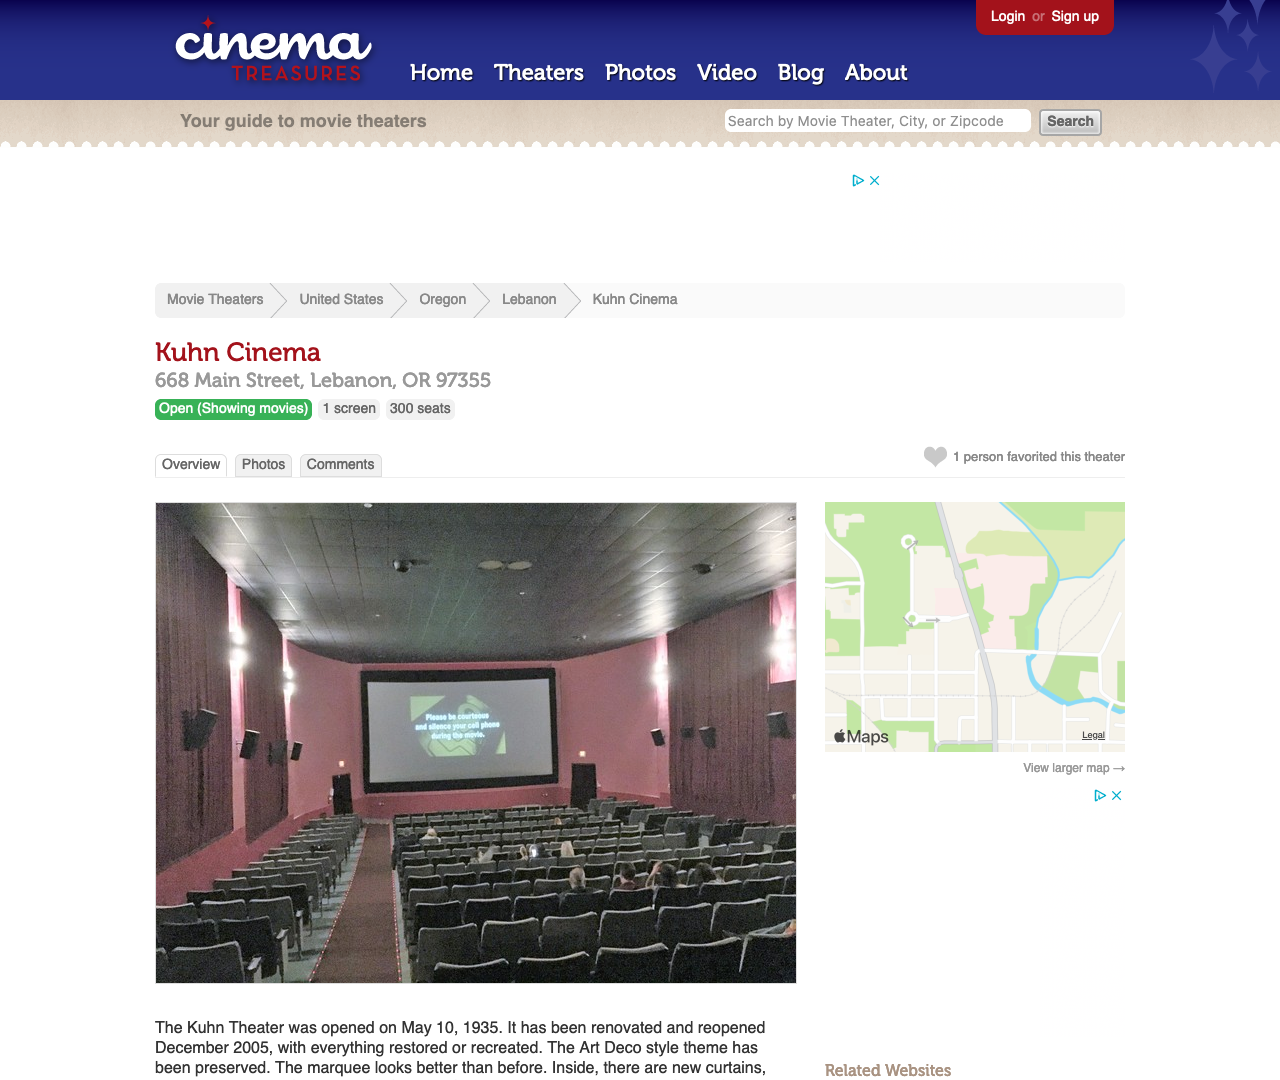 Login or Sign up
cinema
TREASURES
Home Theaters Photos Video Blog About
Your guide to movie theaters
Search by Movie Theater, City, or Zipcode
Search
Movie Theaters
United States
Oregon
Lebanon
Kuhn Cinema
Kuhn Cinema
668 Main Street, Lebanon, OR 97355
Open (Showing movies) 1 screen 300 seats
Overview Photos Comments
1 person favorited this theater
Please be courteous
and silence your cell phone
during the movie.
Maps
Legal
View larger map →
The Kuhn Theater was opened on May 10, 1935. It has been renovated and reopened
December 2005, with everything restored or recreated. The Art Deco style theme has
been preserved. The marquee looks better than before. Inside, there are new curtains,
Related Websites